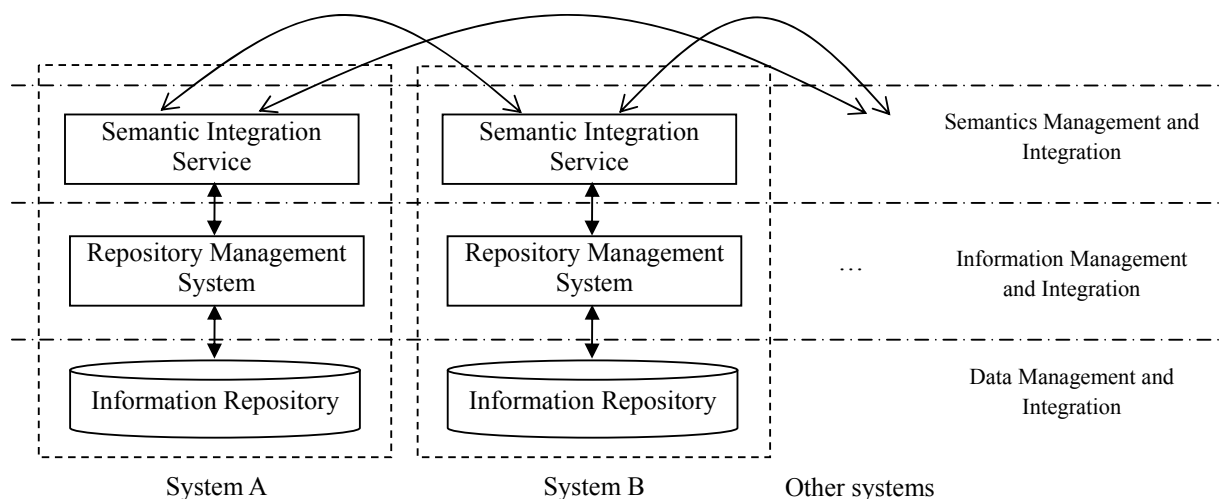 Semantic Integration
Service
Semantic Integration
Service
Semantics Management and
Integration
Repository Management
System
Repository Management
System
…
Information Management
and Integration
Information Repository
Information Repository
Data Management and
Integration
System A
System B
Other systems